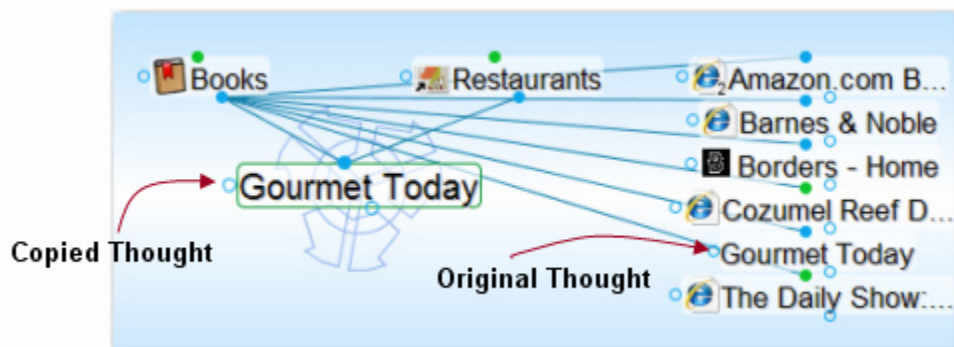 Books
Restaurants
Amazon.com B...
Barnes & Noble
Borders - Home
Gourmet Today
Cozumel Reef D...
Copied Thought
Original Thought
Gourmet Today
The Daily Show:...